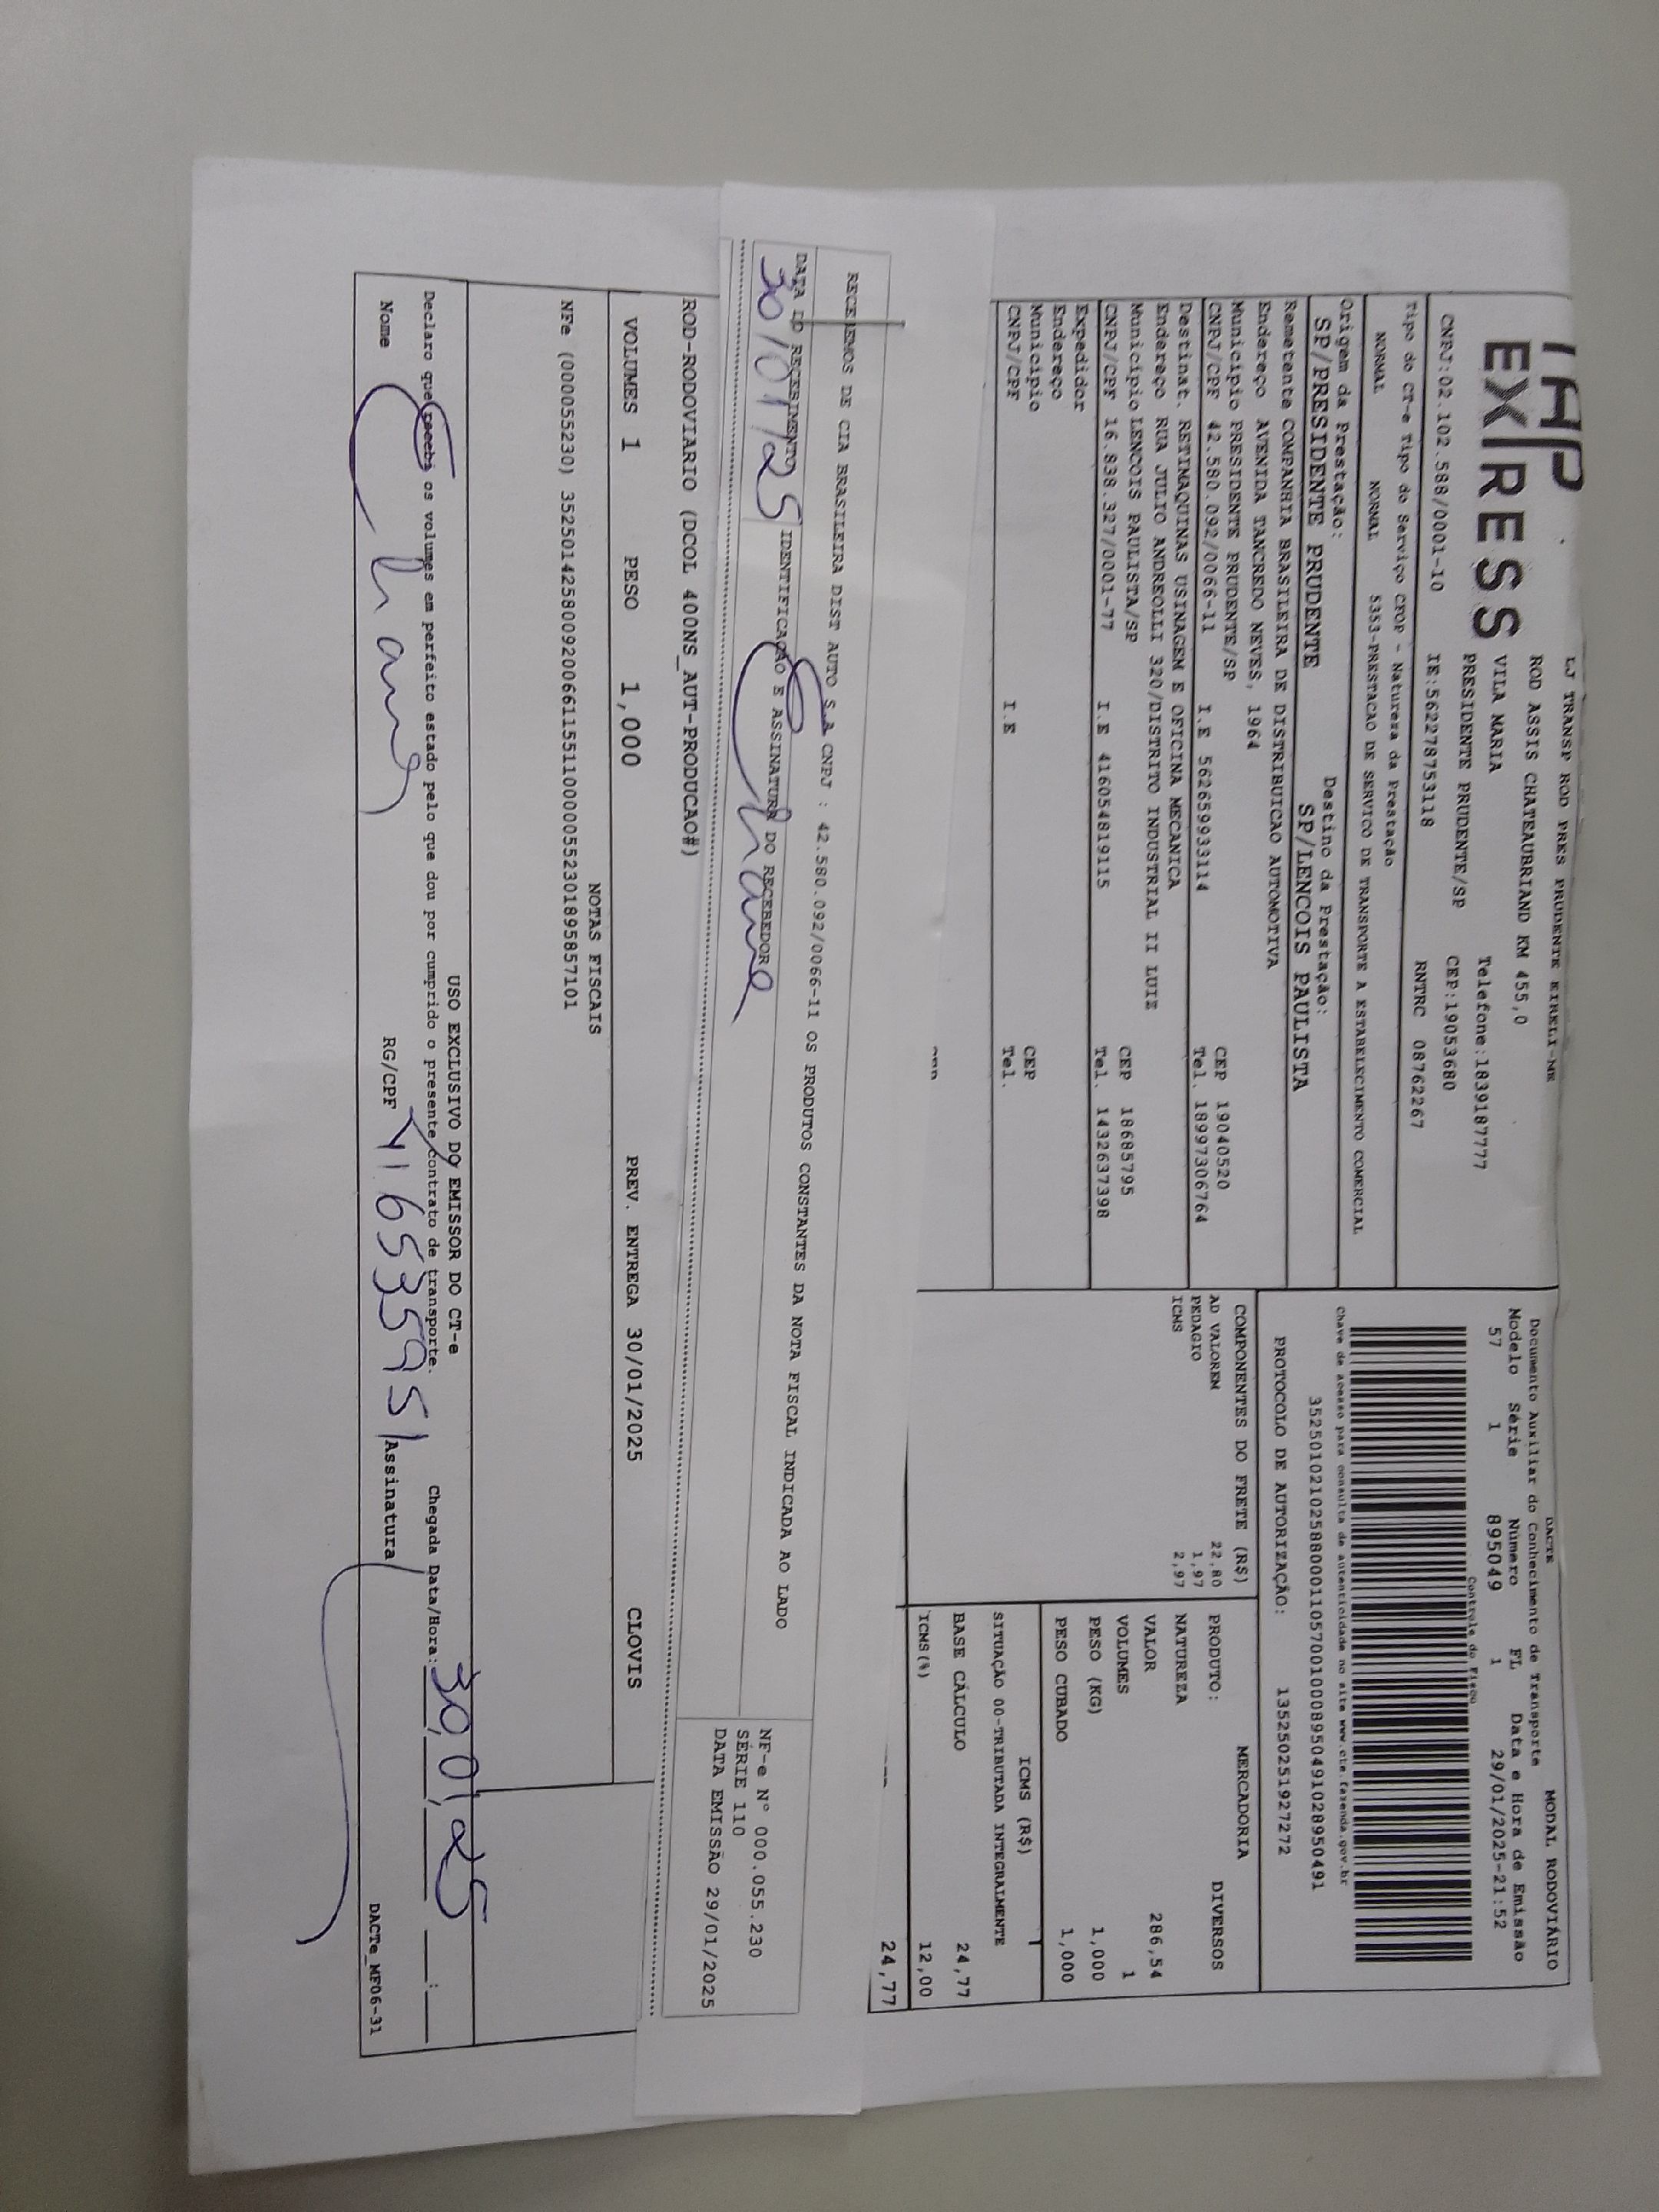 EXPRESS
LJ TRANSP ROD PRES PRUDENTE EIRELI-ME
ROD ASSIS CHATEAUBRIAND KM 455,0
VILA MARIA Telefone:1839187777
PRESIDENTE PRUDENTE/SP CEP:19053680
CNPJ:02.102.588/0001-10 IE:562278753118 RNTRC 08762267
Tipo do CT-e Tipo do Serviço CFOP - Natureza da Prestação
NORMAL NORMAL 5353-PRESTACAO DE SERVICO DE TRANSPORTE A ESTABELECIMENTO COMERCIAL
Origem da Prestação: Destino da Prestação:
SP/PRESIDENTE PRUDENTE SP/LENCOIS PAULISTA
Remetente COMPANHIA BRASILEIRA DE DISTRIBUICAO AUTOMOTIVA
Endereço AVENIDA TANCREDO NEVES, 1964
Município PRESIDENTE PRUDENTE/SP CEP 19040520
CNPJ/CPF 42.580.092/0066-11 I.E 562659933114 Tel. 18997306764
Destinat. RETIMAQUINAS USINAGEM E OFICINA MECANICA
Endereço RUA JULIO ANDREOLLI 320/DISTRITO INDUSTRIAL II LUIZ
Município LENCOIS PAULISTA/SP CEP 18685795
CNPJ/CPF 16.838.327/0001-77 I.E 416054819115 Tel. 1432637398
Expedidor
Endereço
Município CEP
CNPJ/CPF I.E Tel.
DACTE MODAL RODOVIÁRIO
Documento Auxiliar do Conhecimento de Transporte
Modelo Série Número FL Data e Hora de Emissão
57 1 895049 1 29/01/2025-21:52
Controle do Fisco
Chave de acesso para consulta de autenticidade no site www.cte.fazenda.gov.br
35250102102588000110570010008950491028950491
PROTOCOLO DE AUTORIZAÇÃO: 135250251927272
COMPONENTES DO FRETE (R$)
AD VALOREM 22,80
PEDAGIO 1,97
ICMS 2,97
MERCADORIA
PRODUTO: DIVERSOS
NATUREZA
VALOR 286,54
VOLUMES 1
PESO (KG) 1,000
PESO CUBADO 1,000
ICMS (R$)
SITUAÇÃO 00-TRIBUTADA INTEGRALMENTE
BASE CÁLCULO 24,77
ICMS(%) 12,00
24,77
RECEBEMOS DE CIA BRASILEIRA DIST AUTO S.A CNPJ : 42.580.092/0066-11 OS PRODUTOS CONSTANTES DA NOTA FISCAL INDICADA AO LADO
DATA DO RECEBIMENTO IDENTIFICAÇÃO E ASSINATURA DO RECEBEDOR
30/01/25
NF-e Nº 000.055.230
SÉRIE 110
DATA EMISSÃO 29/01/2025
ROD-RODOVIARIO (DCOL 400NS_AUT-PRODUCAO#)
VOLUMES 1 PESO 1,000 PREV. ENTREGA 30/01/2025 CLOVIS
NOTAS FISCAIS
NFe (000055230) 35250142580092006611551100000552301895857101
USO EXCLUSIVO DO EMISSOR DO CT-e
Declaro que recebi os volumes em perfeito estado pelo que dou por cumprido o presente contrato de transporte. Chegada Data/Hora: 30/01/25 __:__
Nome RG/CPF 416535951 Assinatura
DACTe_MF06-31